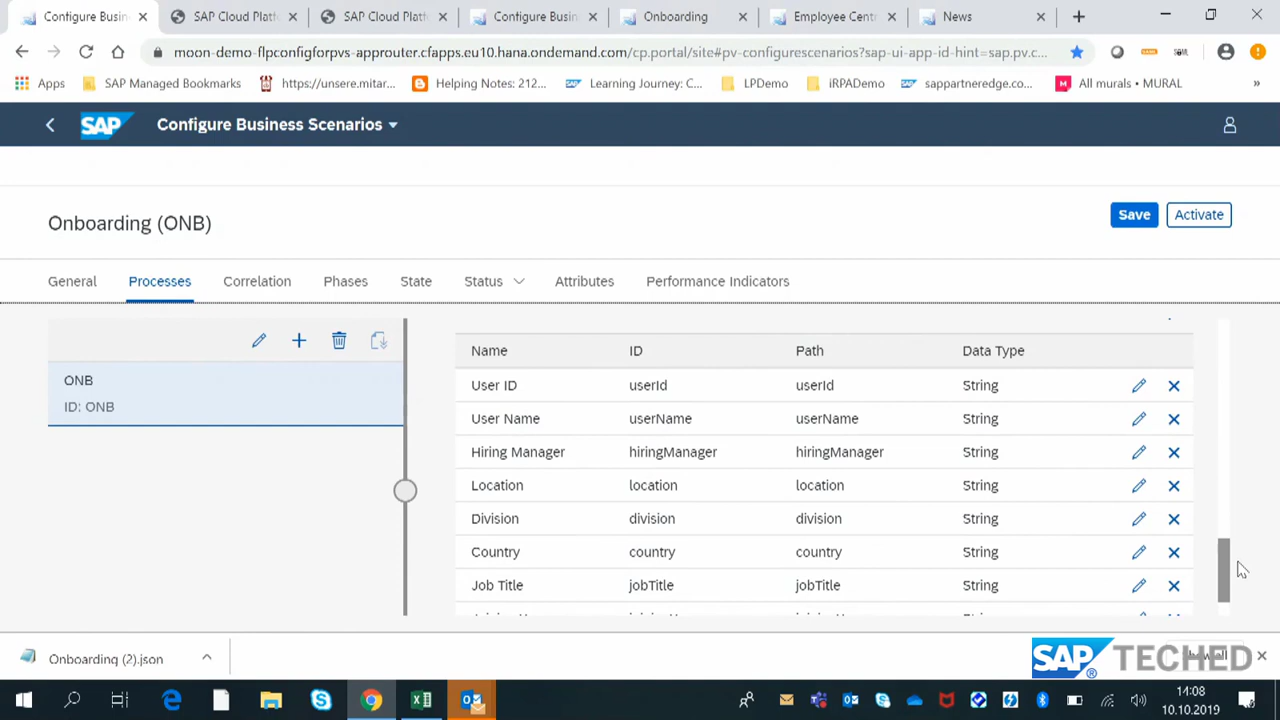 Configure Busin
SAP Cloud Platf
SAP Cloud Platf
Configure Busin
Onboarding
Employee Centr
News
moon-demo-flpconfigforpvs-approuter.cfapps.eu10.hana.ondemand.com/cp.portal/site#pv-configurescenarios?sap-ui-app-id-hint=sap.pv.c...
Apps
SAP Managed Bookmarks
https://unsere.mitar...
Helping Notes: 212...
Learning Journey: C...
LPDemo
iRPADemo
sappartneredge.co...
All murals • MURAL
SAP
Configure Business Scenarios
Onboarding (ONB)
Save
Activate
General
Processes
Correlation
Phases
State
Status
Attributes
Performance Indicators
ONB
ID: ONB
Name ID Path Data Type
User ID userId userId String
User Name userName userName String
Hiring Manager hiringManager hiringManager String
Location location location String
Division division division String
Country country country String
Job Title jobTitle jobTitle String
Onboarding (2).json
SAP® TECHED
14:08
10.10.2019